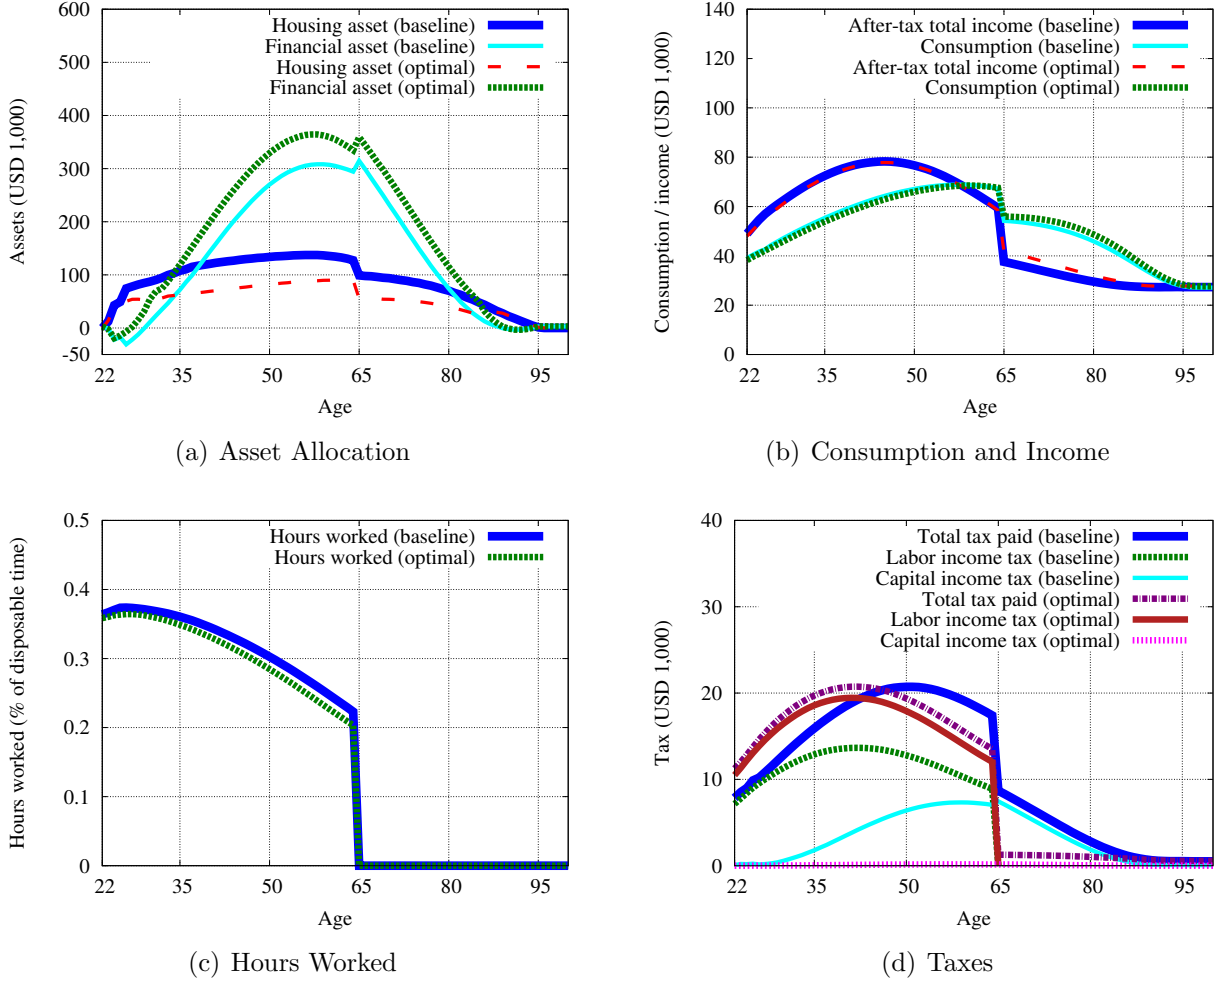 600
500
400
300
200
100
0
-50
Assets (USD 1,000)
Housing asset (baseline)
Financial asset (baseline)
Housing asset (optimal)
Financial asset (optimal)
22 35 50 65 80 95
Age
(a) Asset Allocation
140
120
100
80
60
40
20
0
Consumption / income (USD 1,000)
After-tax total income (baseline)
Consumption (baseline)
After-tax total income (optimal)
Consumption (optimal)
22 35 50 65 80 95
Age
(b) Consumption and Income
0.5
0.4
0.3
0.2
0.1
0
Hours worked (% of disposable time)
Hours worked (baseline)
Hours worked (optimal)
22 35 50 65 80 95
Age
(c) Hours Worked
40
30
20
10
0
Tax (USD 1,000)
Total tax paid (baseline)
Labor income tax (baseline)
Capital income tax (baseline)
Total tax paid (optimal)
Labor income tax (optimal)
Capital income tax (optimal)
22 35 50 65 80 95
Age
(d) Taxes